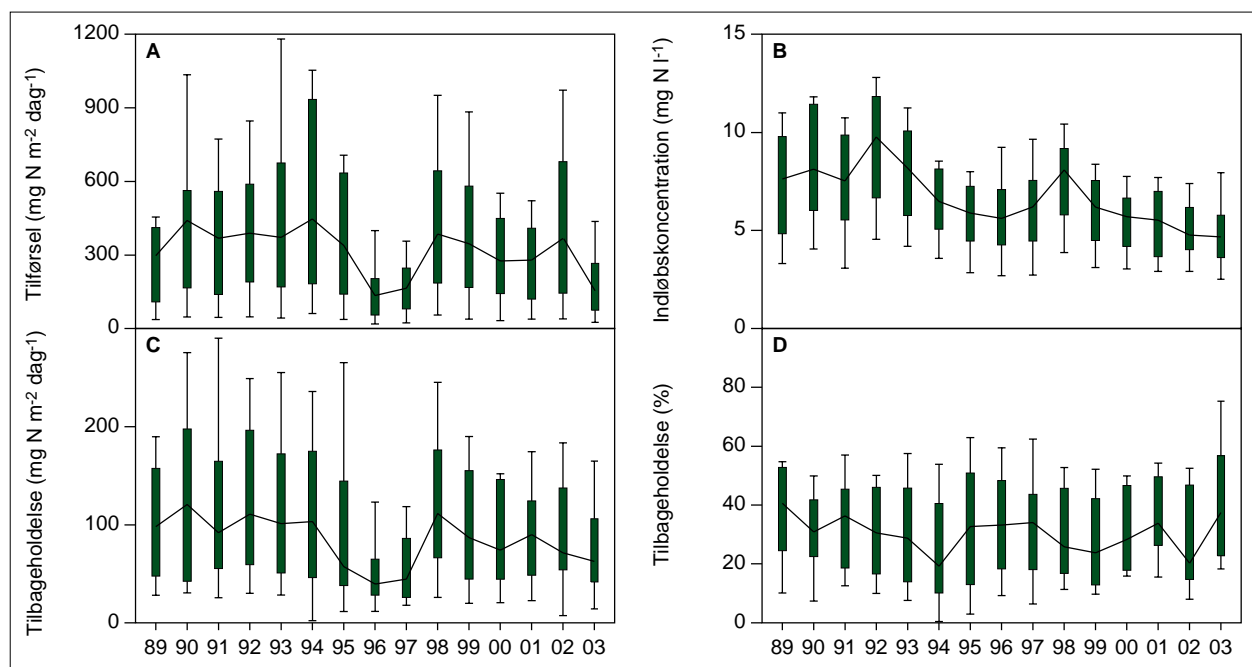 A
Tilførsel (mg N m-2 dag-1)
1200
900
600
300
0
B
Indløbskoncentration (mg N l-1)
15
10
5
0
C
Tilbageholdelse (mg N m-2 dag-1)
200
100
0
89 90 91 92 93 94 95 96 97 98 99 00 01 02 03
D
Tilbageholdelse (%)
80
60
40
20
0
89 90 91 92 93 94 95 96 97 98 99 00 01 02 03